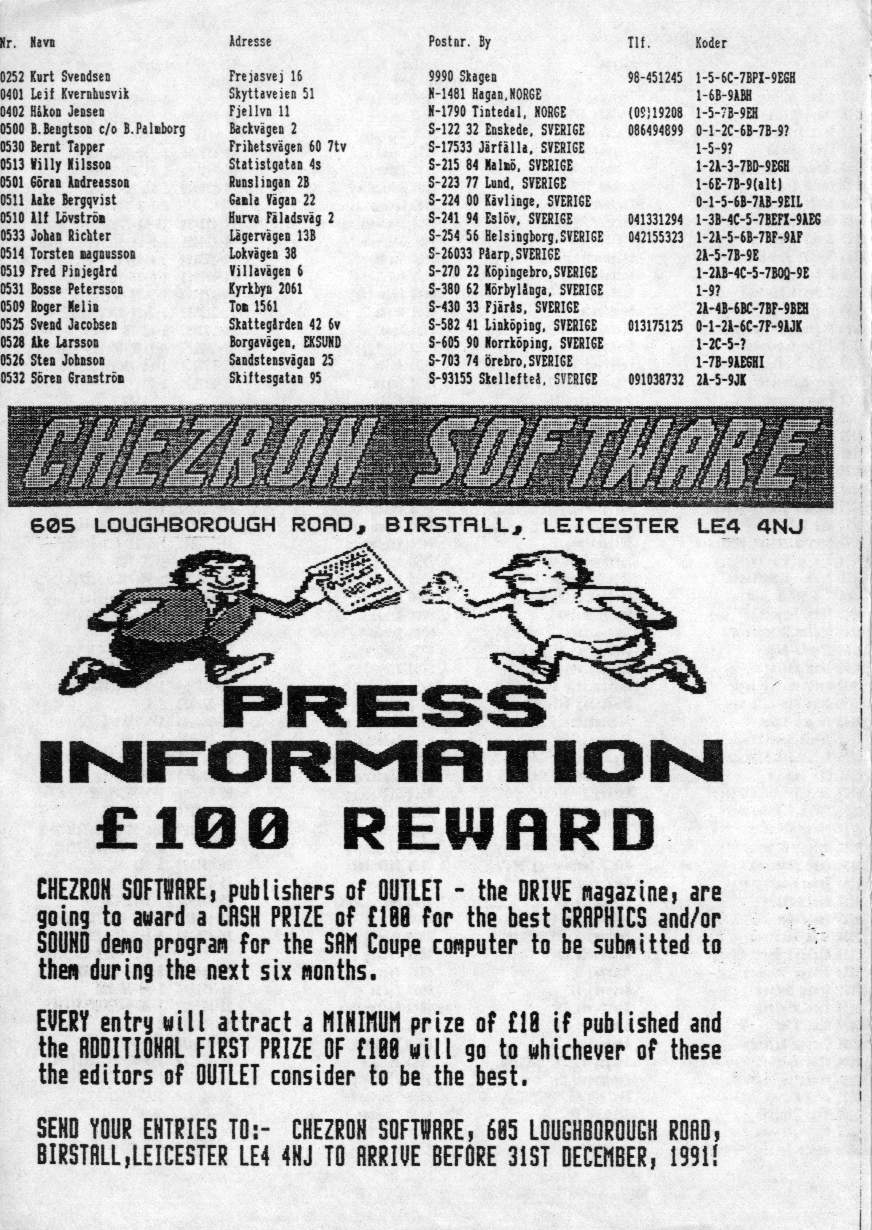 Nr. Navn Adresse Postnr. By Tlf. Koder
0252 Kurt Svendsen Frejasvej 16 9990 Skagen 98-451245 1-5-6C-7BPI-9EGH
0401 Leif Kvernhusvik Skyttaveien 51 N-1481 Hagan,NORGE 1-6B-9ABH
0402 Håkon Jensen Fjellvn 11 N-1790 Tintedal, NORGE (09)19208 1-5-7B-9EH
0500 B.Bengtson c/o B.Palmborg Backvägen 2 S-122 32 Enskede, SVERIGE 086494899 0-1-2C-6B-7B-9?
0530 Bernt Tapper Frihetsvägen 60 7tv S-17533 Järfälla, SVERIGE 1-5-9?
0513 Willy Nilsson Statistgatan 4s S-215 84 Malmö, SVERIGE 1-2A-3-7BD-9EGH
0501 Göran Andreasson Runslingan 2B S-223 77 Lund, SVERIGE 1-6E-7B-9(alt)
0511 Aake Bergqvist Gamla Vägan 22 S-224 00 Kävlinge, SVERIGE 0-1-5-6B-7AB-9EIL
0510 Alf Lövström Hurva Fäladsväg 2 S-241 94 Eslöv, SVERIGE 041331294 1-3B-4C-5-7BEFI-9AEG
0533 Johan Richter Lägervägen 13B S-254 56 Helsingborg,SVERIGE 042155323 1-2A-5-6B-7BF-9AF
0514 Torsten magnusson Lokvägen 38 S-26033 Påarp,SVERIGE 2A-5-7B-9E
0519 Fred Pinjegård Villavägen 6 S-270 22 Köpingebro,SVERIGE 1-2AB-4C-5-7BOQ-9E
0531 Bosse Petersson Kyrkbyn 2061 S-380 62 Mörbylånga, SVERIGE 1-9?
0509 Roger Melin Tom 1561 S-430 33 Fjärås, SVERIGE 2A-4B-6BC-7BF-9BEH
0525 Svend Jacobsen Skattegården 42 6v S-582 41 Linköping, SVERIGE 013175125 0-1-2A-6C-7F-9AJK
0528 Ake Larsson Borgavägen, EKSUND S-605 90 Norrköping, SVERIGE 1-2C-5-?
0526 Sten Johnson Sandstensvägan 25 S-703 74 örebro,SVERIGE 1-7B-9AEGHI
0532 Sören Granström Skiftesgatan 95 S-93155 Skellefteå, SVERIGE 091038732 2A-5-9JK
CHEZRON SOFTWARE
605 LOUGHBOROUGH ROAD, BIRSTALL, LEICESTER LE4 4NJ
OUTLET
NEWS
PRESS
INFORMATION
£100 REWARD
CHEZRON SOFTWARE, publishers of OUTLET - the DRIVE magazine, are
going to award a CASH PRIZE of £100 for the best GRAPHICS and/or
SOUND demo program for the SAM Coupe computer to be submitted to
them during the next six months.
EVERY entry will attract a MINIMUM prize of £10 if published and
the ADDITIONAL FIRST PRIZE OF £100 will go to whichever of these
the editors of OUTLET consider to be the best.
SEND YOUR ENTRIES TO:- CHEZRON SOFTWARE, 605 LOUGHBOROUGH ROAD,
BIRSTALL,LEICESTER LE4 4NJ TO ARRIVE BEFORE 31ST DECEMBER, 1991!